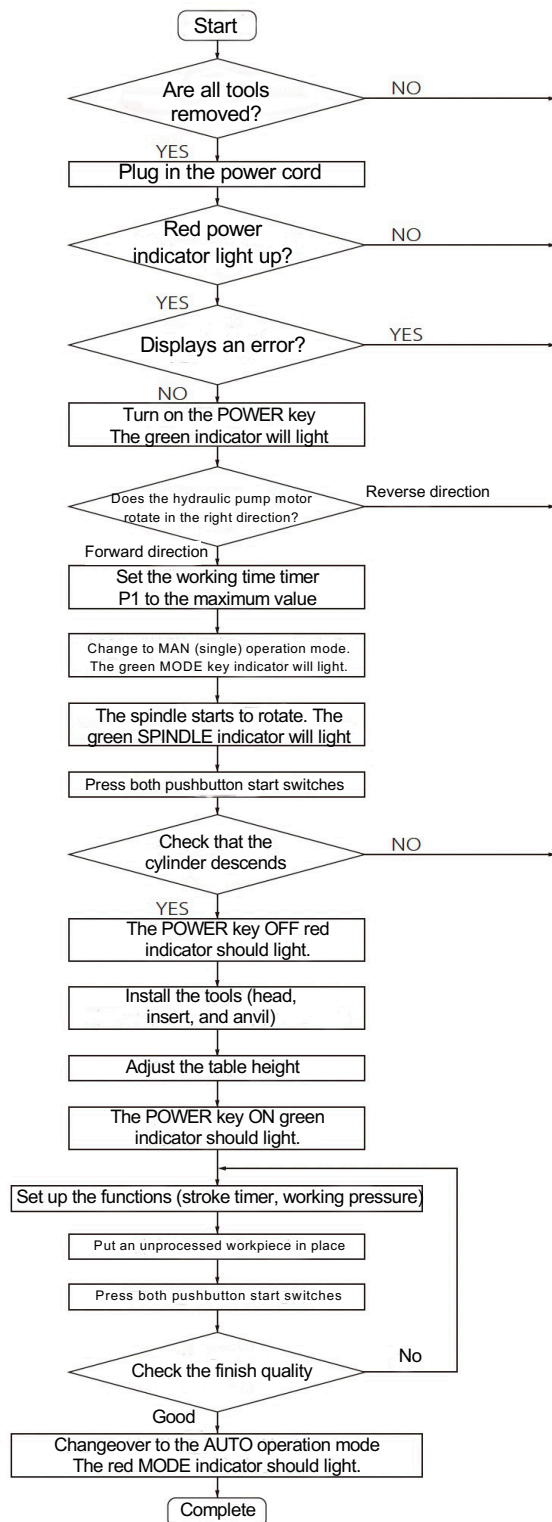 Start
Are all tools
removed?
NO
YES
Plug in the power cord
Red power
indicator light up?
NO
YES
Displays an error?
YES
NO
Turn on the POWER key
The green indicator will light
Does the hydraulic pump motor
rotate in the right direction?
Reverse direction
Forward direction
Set the working time timer
P1 to the maximum value
Change to MAN (single) operation mode.
The green MODE key indicator will light.
The spindle starts to rotate. The
green SPINDLE indicator will light
Press both pushbutton start switches
Check that the
cylinder descends
NO
YES
The POWER key OFF red
indicator should light.
Install the tools (head,
insert, and anvil)
Adjust the table height
The POWER key ON green
indicator should light.
Set up the functions (stroke timer, working pressure)
Put an unprocessed workpiece in place
Press both pushbutton start switches
Check the finish quality
No
Good
Changeover to the AUTO operation mode
The red MODE indicator should light.
Complete